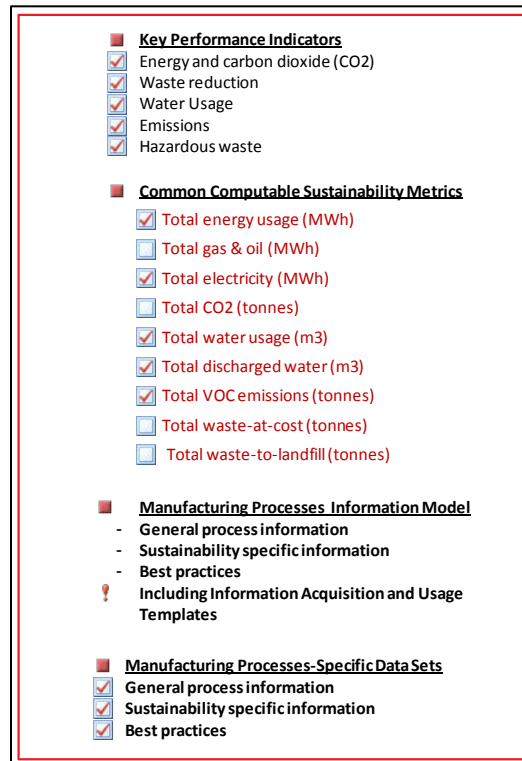 Key Performance Indicators
Energy and carbon dioxide (CO2)
Waste reduction
Water Usage
Emissions
Hazardous waste
Common Computable Sustainability Metrics
Total energy usage (MWh)
Total gas & oil (MWh)
Total electricity (MWh)
Total CO2 (tonnes)
Total water usage (m3)
Total discharged water (m3)
Total VOC emissions (tonnes)
Total waste-at-cost (tonnes)
Total waste-to-landfill (tonnes)
Manufacturing Processes Information Model
- General process information
- Sustainability specific information
- Best practices
Including Information Acquisition and Usage
Templates
Manufacturing Processes-Specific Data Sets
General process information
Sustainability specific information
Best practices